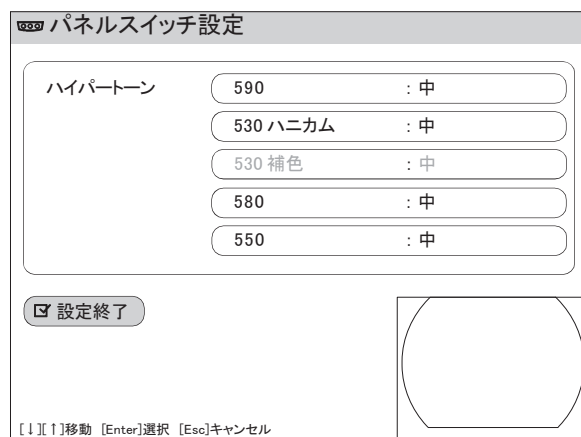 パネルスイッチ設定
ハイパートーン
590 : 中
530 ハニカム : 中
530 補色 : 中
580 : 中
550 : 中
設定終了
[↓][↑]移動 [Enter]選択 [Esc]キャンセル